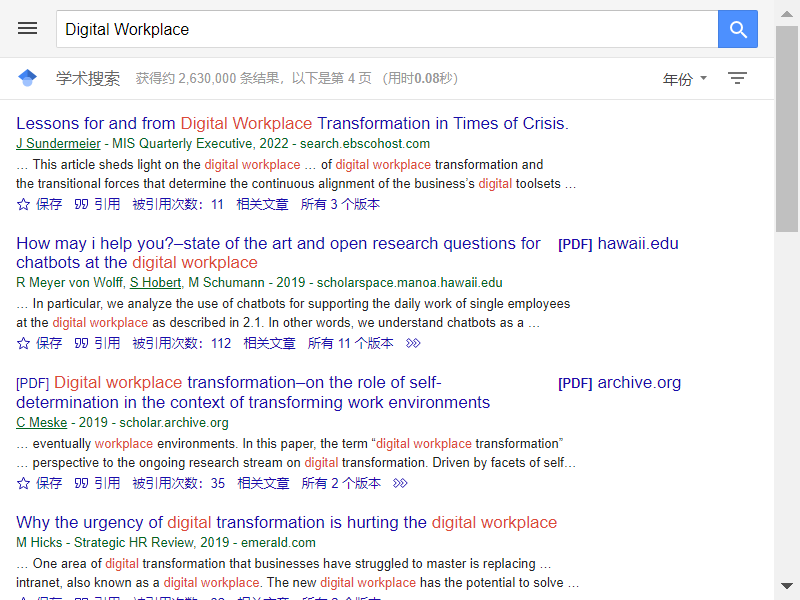 Digital Workplace
学术搜索 获得约 2,630,000 条结果，以下是第 4 页 （用时0.08秒） 年份
Lessons for and from Digital Workplace Transformation in Times of Crisis.
J Sundermeier - MIS Quarterly Executive, 2022 - search.ebscohost.com
… This article sheds light on the digital workplace … of digital workplace transformation and
the transitional forces that determine the continuous alignment of the business's digital toolsets …
保存 引用 被引用次数：11 相关文章 所有 3 个版本
How may i help you?–state of the art and open research questions for
chatbots at the digital workplace
[PDF] hawaii.edu
R Meyer von Wolff, S Hobert, M Schumann - 2019 - scholarspace.manoa.hawaii.edu
… In particular, we analyze the use of chatbots for supporting the daily work of single employees
at the digital workplace as described in 2.1. In other words, we understand chatbots as a …
保存 引用 被引用次数：112 相关文章 所有 11 个版本
[PDF] Digital workplace transformation–on the role of self-
determination in the context of transforming work environments
[PDF] archive.org
C Meske - 2019 - scholar.archive.org
… eventually workplace environments. In this paper, the term “digital workplace transformation”
… perspective to the ongoing research stream on digital transformation. Driven by facets of self…
保存 引用 被引用次数：35 相关文章 所有 2 个版本
Why the urgency of digital transformation is hurting the digital workplace
M Hicks - Strategic HR Review, 2019 - emerald.com
… One area of digital transformation that businesses have struggled to master is replacing …
intranet, also known as a digital workplace. The new digital workplace has the potential to solve …